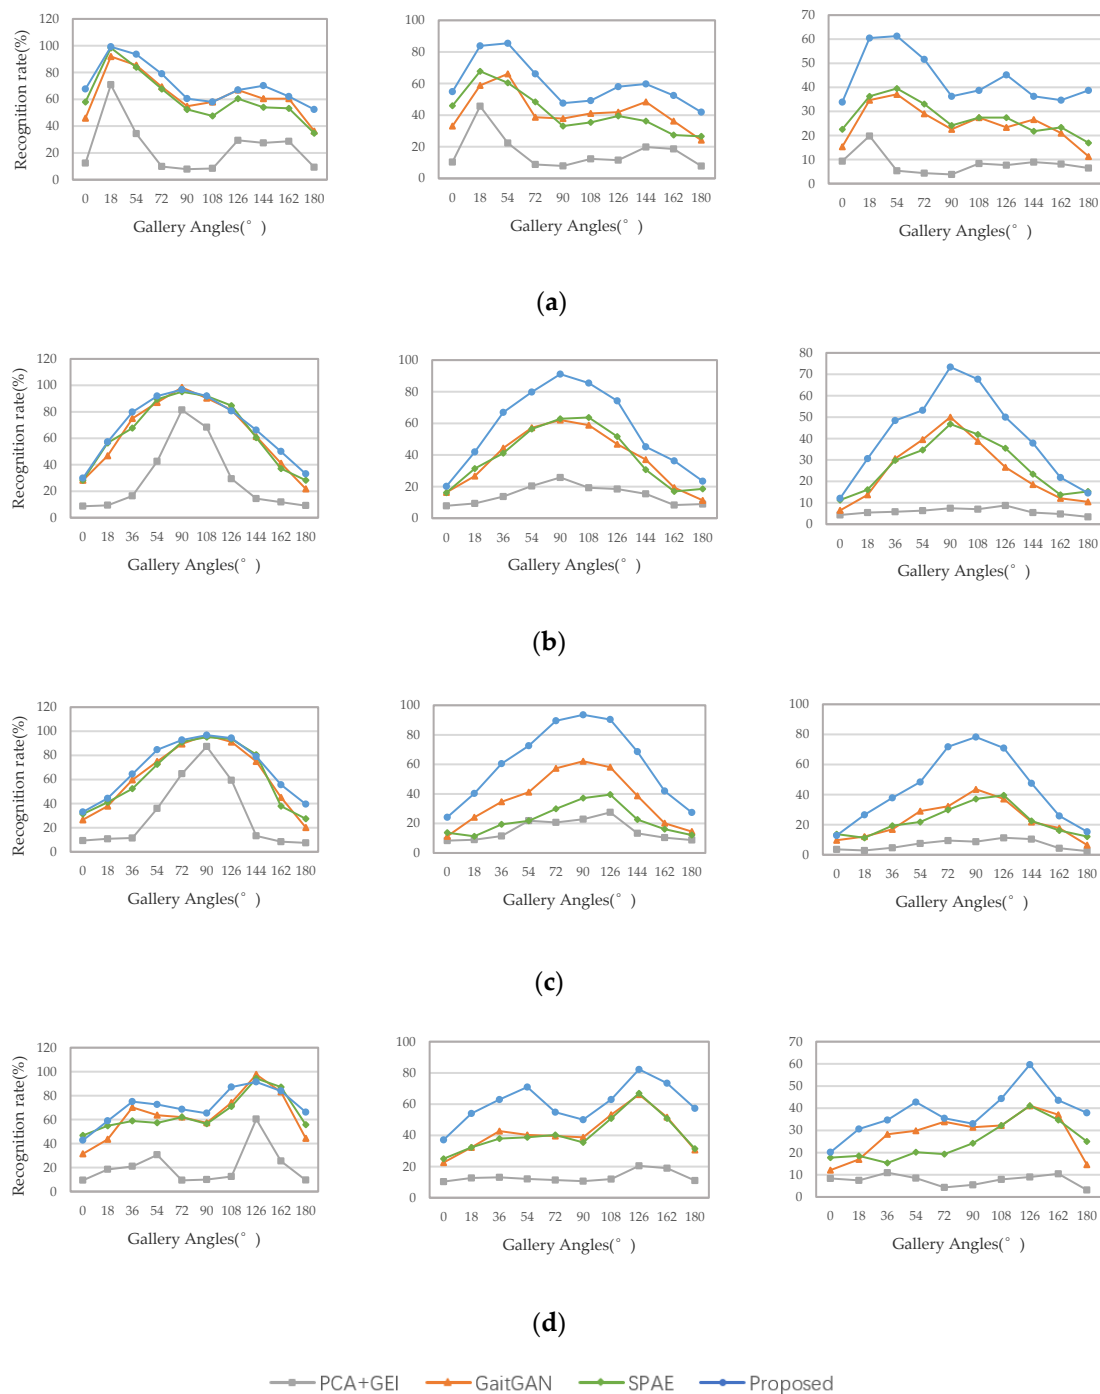 120
100
80
60
40
20
0
0 18 54 72 90 108 126 144 162 180
Recognition rate(%)
Gallery Angles(° )
100
80
60
40
20
0
0 18 54 72 90 108 126 144 162 180
Gallery Angles(° )
70
60
50
40
30
20
10
0
0 18 54 72 90 108 126 144 162 180
Gallery Angles(° )
(a)
120
100
80
60
40
20
0
0 18 36 54 90 108 126 144 162 180
Recognition rate(%)
Gallery Angles(° )
100
80
60
40
20
0
0 18 36 54 90 108 126 144 162 180
Gallery Angles(° )
80
70
60
50
40
30
20
10
0
0 18 36 54 90 108 126 144 162 180
Gallery Angles(° )
(b)
120
100
80
60
40
20
0
0 18 36 54 72 90 126 144 162 180
Recognition rate(%)
Gallery Angles(° )
100
80
60
40
20
0
0 18 36 54 72 90 126 144 162 180
Gallery Angles(° )
100
80
60
40
20
0
0 18 36 54 72 90 126 144 162 180
Gallery Angles(° )
(c)
120
100
80
60
40
20
0
0 18 36 54 72 90 108 126 162 180
Recognition rate(%)
Gallery Angles(° )
100
80
60
40
20
0
0 18 36 54 72 90 108 126 162 180
Gallery Angles(° )
70
60
50
40
30
20
10
0
0 18 36 54 72 90 108 126 162 180
Gallery Angles(° )
(d)
PCA+GEI GaitGAN SPAE Proposed